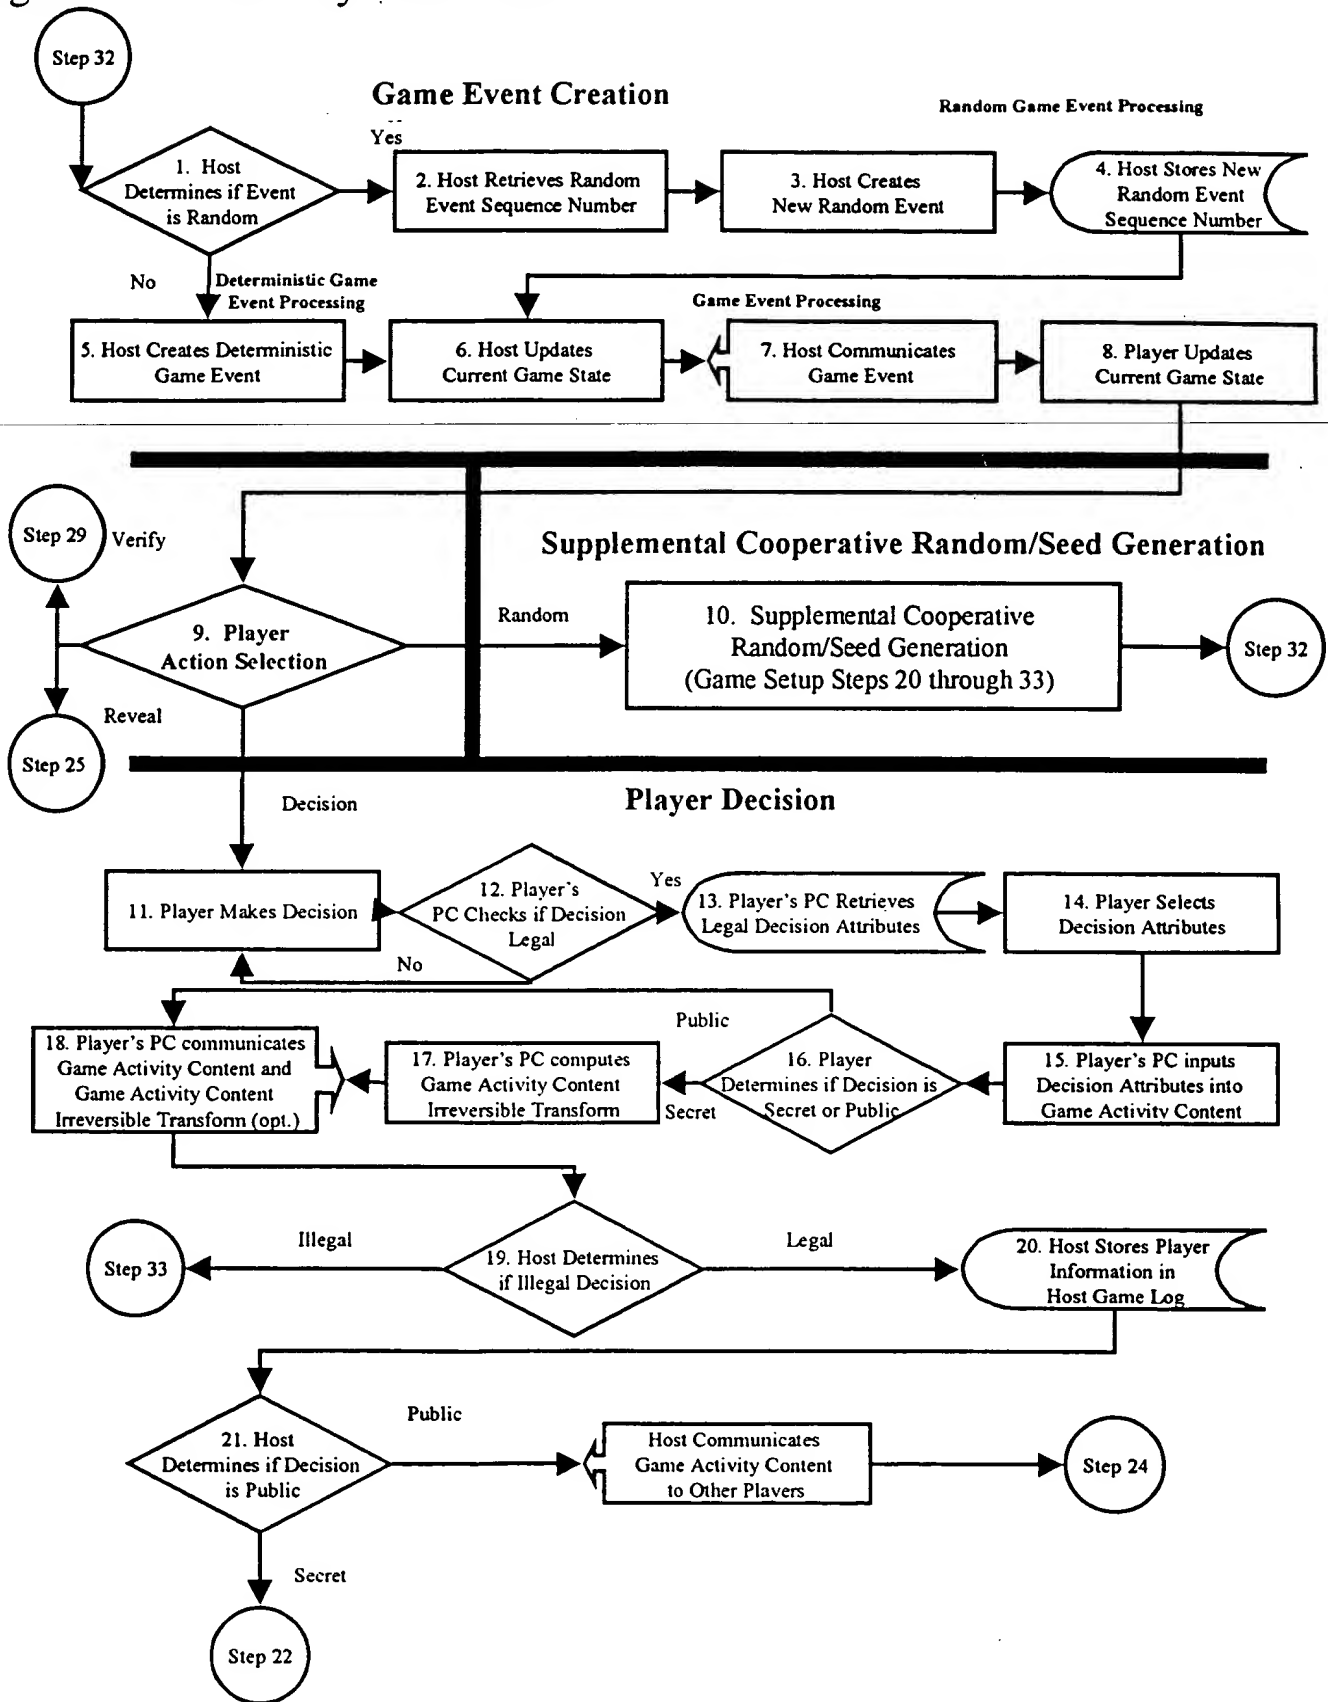 Step 32
Game Event Creation
Random Game Event Processing
Yes
1. Host
Determines if Event
is Random
2. Host Retrieves Random
Event Sequence Number
3. Host Creates
New Random Event
4. Host Stores New
Random Event
Sequence Number
No
Deterministic Game
Event Processing
Game Event Processing
5. Host Creates Deterministic
Game Event
6. Host Updates
Current Game State
7. Host Communicates
Game Event
8. Player Updates
Current Game State
Step 29
Verify
Supplemental Cooperative Random/Seed Generation
9. Player
Action Selection
Random
10. Supplemental Cooperative
Random/Seed Generation
(Game Setup Steps 20 through 33)
Step 32
Reveal
Step 25
Decision
Player Decision
11. Player Makes Decision
12. Player's
PC Checks if Decision
Legal
Yes
No
13. Player's PC Retrieves
Legal Decision Attributes
14. Player Selects
Decision Attributes
18. Player's PC communicates
Game Activity Content and
Game Activity Content
Irreversible Transform (opt.)
17. Player's PC computes
Game Activity Content
Irreversible Transform
Public
Secret
16. Player
Determines if Decision is
Secret or Public
15. Player's PC inputs
Decision Attributes into
Game Activity Content
Step 33
Illegal
19. Host Determines
if Illegal Decision
Legal
20. Host Stores Player
Information in
Host Game Log
21. Host
Determines if Decision
is Public
Public
Host Communicates
Game Activity Content
to Other Players
Step 24
Secret
Step 22